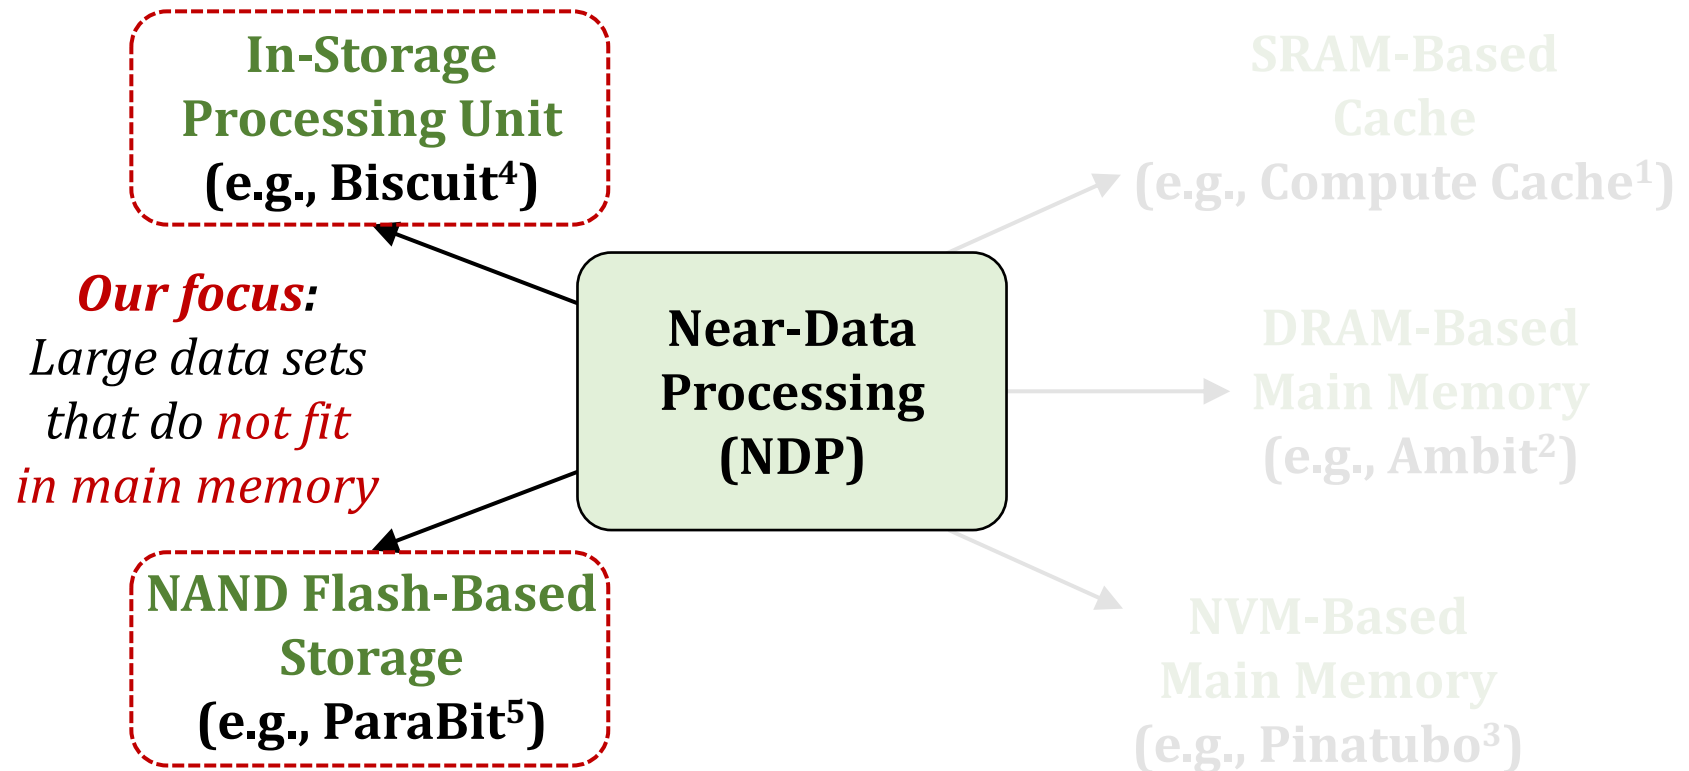 In-Storage
Processing Unit
(e.g., Biscuit⁴)
Our focus:
Large data sets
that do not fit
in main memory
NAND Flash-Based
Storage
(e.g., ParaBit⁵)
Near-Data
Processing
(NDP)
SRAM-Based
Cache
(e.g., Compute Cache¹)
DRAM-Based
Main Memory
(e.g., Ambit²)
NVM-Based
Main Memory
(e.g., Pinatubo³)